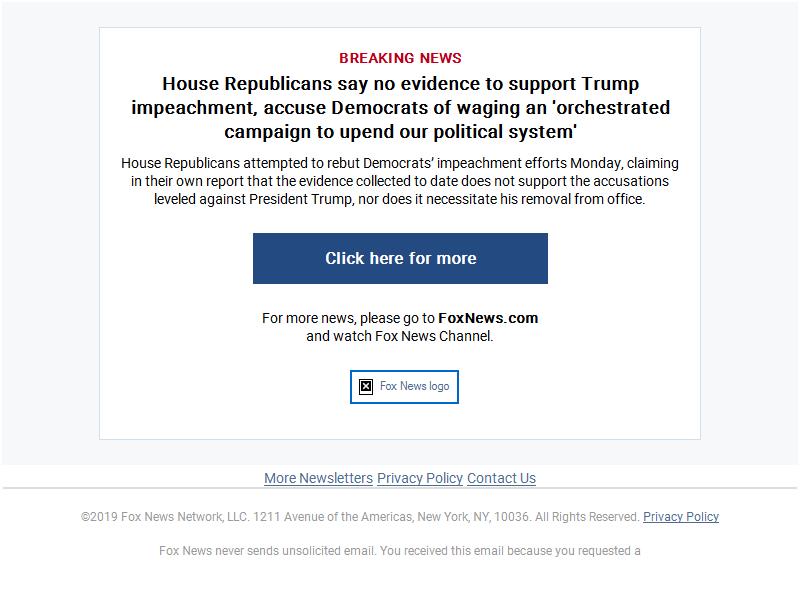 BREAKING NEWS
House Republicans say no evidence to support Trump
impeachment, accuse Democrats of waging an 'orchestrated
campaign to upend our political system'
House Republicans attempted to rebut Democrats’ impeachment efforts Monday, claiming
in their own report that the evidence collected to date does not support the accusations
leveled against President Trump, nor does it necessitate his removal from office.
Click here for more
For more news, please go to FoxNews.com
and watch Fox News Channel.
Fox News logo
More Newsletters Privacy Policy Contact Us
©2019 Fox News Network, LLC. 1211 Avenue of the Americas, New York, NY, 10036. All Rights Reserved. Privacy Policy
Fox News never sends unsolicited email. You received this email because you requested a